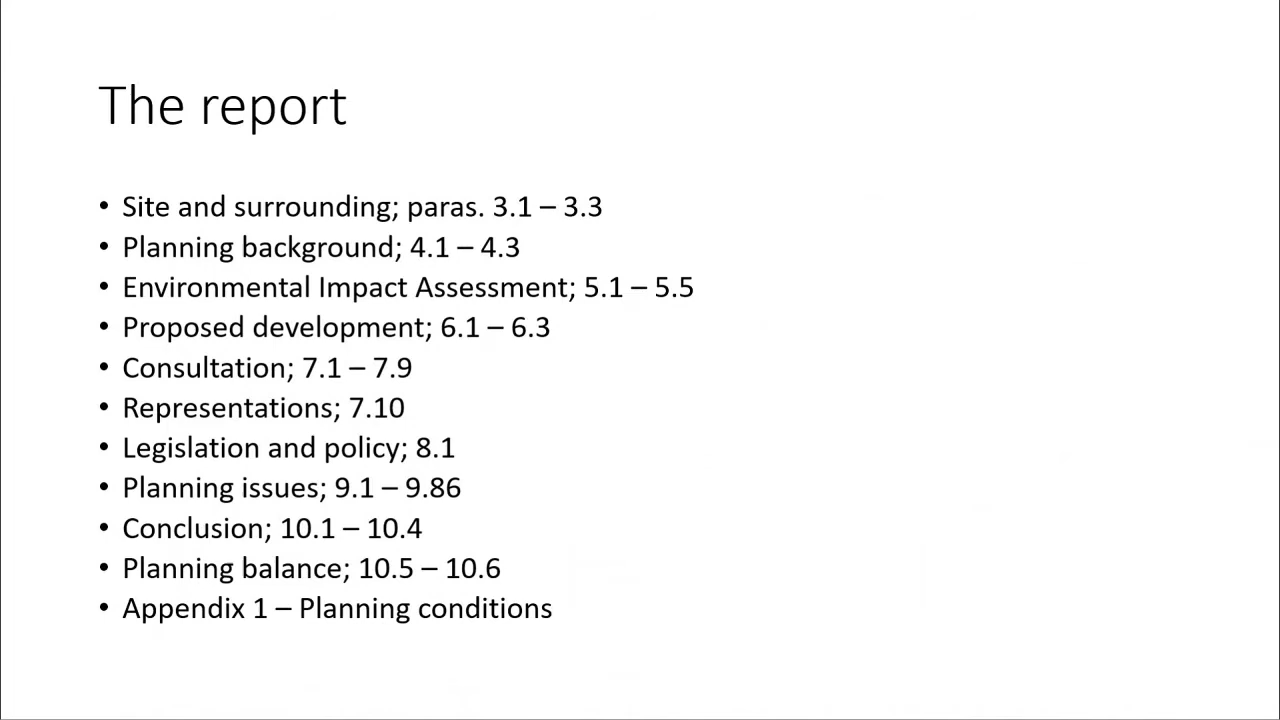 The report
• Site and surrounding; paras. 3.1 – 3.3
• Planning background; 4.1 – 4.3
• Environmental Impact Assessment; 5.1 – 5.5
• Proposed development; 6.1 – 6.3
• Consultation; 7.1 – 7.9
• Representations; 7.10
• Legislation and policy; 8.1
• Planning issues; 9.1 – 9.86
• Conclusion; 10.1 – 10.4
• Planning balance; 10.5 – 10.6
• Appendix 1 – Planning conditions